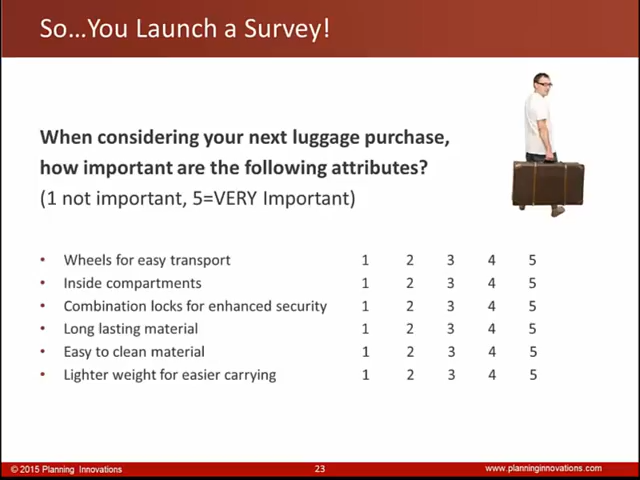 So...You Launch a Survey!
When considering your next luggage purchase,
how important are the following attributes?
(1 not important, 5=VERY Important)
• Wheels for easy transport 1 2 3 4 5
• Inside compartments 1 2 3 4 5
• Combination locks for enhanced security 1 2 3 4 5
• Long lasting material 1 2 3 4 5
• Easy to clean material 1 2 3 4 5
• Lighter weight for easier carrying 1 2 3 4 5
© 2015 Planning Innovations 23 www.planninginnovations.com